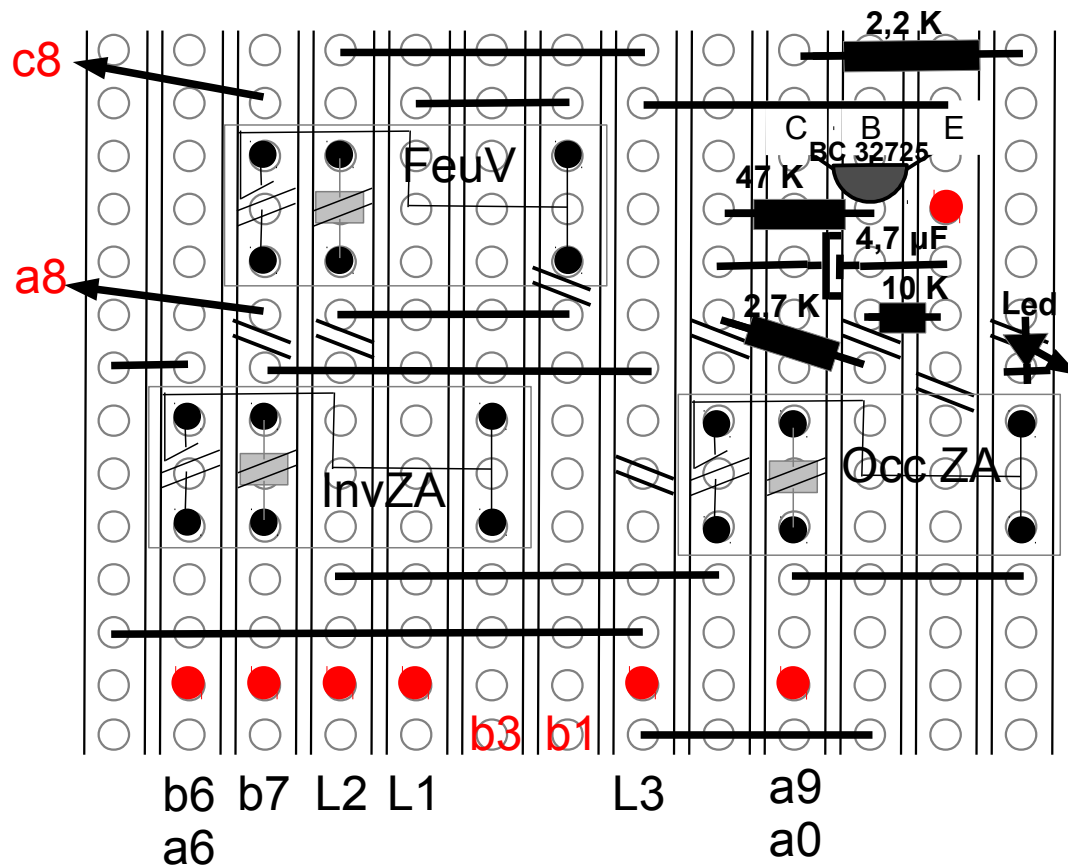 2,2 K
c8
C B E
BC 32725
FeuV
47 K
4,7 µF
a8
10 K
2.7 K
Led
InvZA
Occ ZA
b3 b1
b6 b7 L2 L1 L3 a9
a6 a0